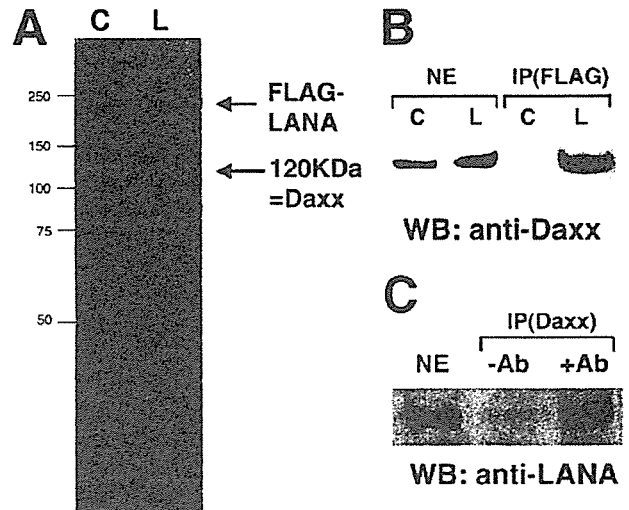 A
C L
250
150
100
75
50
FLAG-
LANA
120KDa
=Daxx
B
NE IP(FLAG)
C L C L
WB: anti-Daxx
C
IP(Daxx)
NE -Ab +Ab
WB: anti-LANA